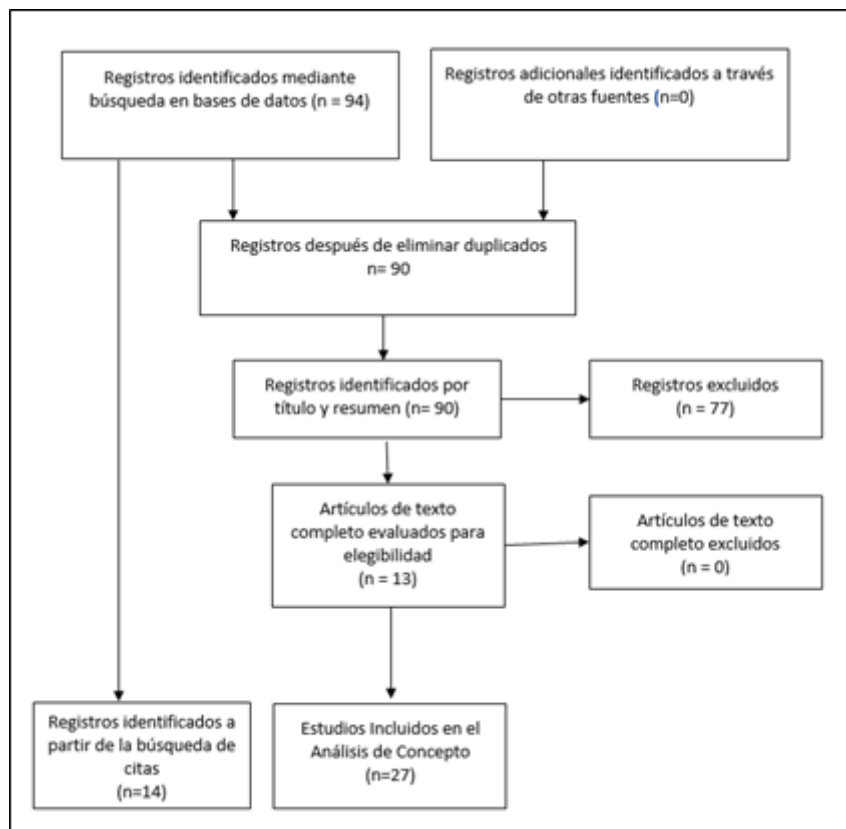 Registros identificados mediante
búsqueda en bases de datos (n = 94)
Registros adicionales identificados a través
de otras fuentes (n=0)
Registros después de eliminar duplicados
n= 90
Registros identificados por
título y resumen (n= 90)
Registros excluidos
(n = 77)
Artículos de texto
completo evaluados para
elegibilidad
(n = 13)
Artículos de texto
completo excluidos
(n = 0)
Registros identificados a
partir de la búsqueda de
citas
(n=14)
Estudios Incluidos en el
Análisis de Concepto
(n=27)